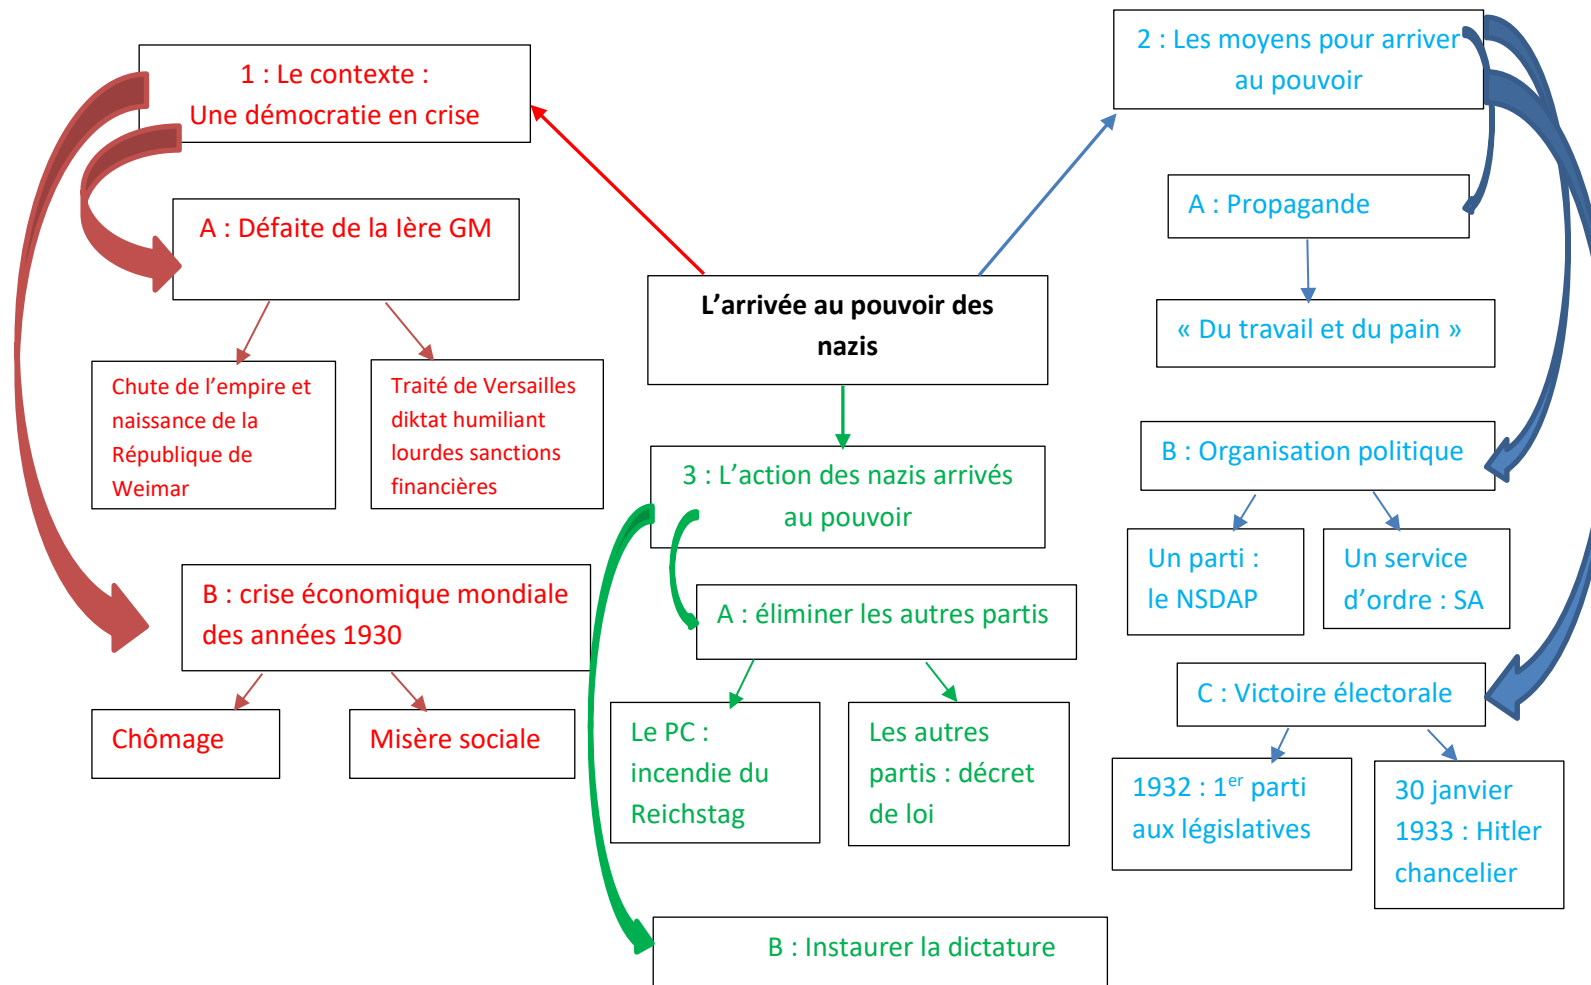 1 : Le contexte :
Une démocratie en crise
A : Défaite de la Ière GM
Chute de l’empire et
naissance de la
République de
Weimar
Traité de Versailles
diktat humiliant
lourdes sanctions
financières
B : crise économique mondiale
des années 1930
Chômage
Misère sociale
L’arrivée au pouvoir des
nazis
2 : Les moyens pour arriver
au pouvoir
A : Propagande
« Du travail et du pain »
B : Organisation politique
Un parti :
le NSDAP
Un service
d’ordre : SA
C : Victoire électorale
1932 : 1er parti
aux législatives
30 janvier
1933 : Hitler
chancelier
3 : L’action des nazis arrivés
au pouvoir
A : éliminer les autres partis
Le PC :
incendie du
Reichstag
Les autres
partis : décret
de loi
B : Instaurer la dictature